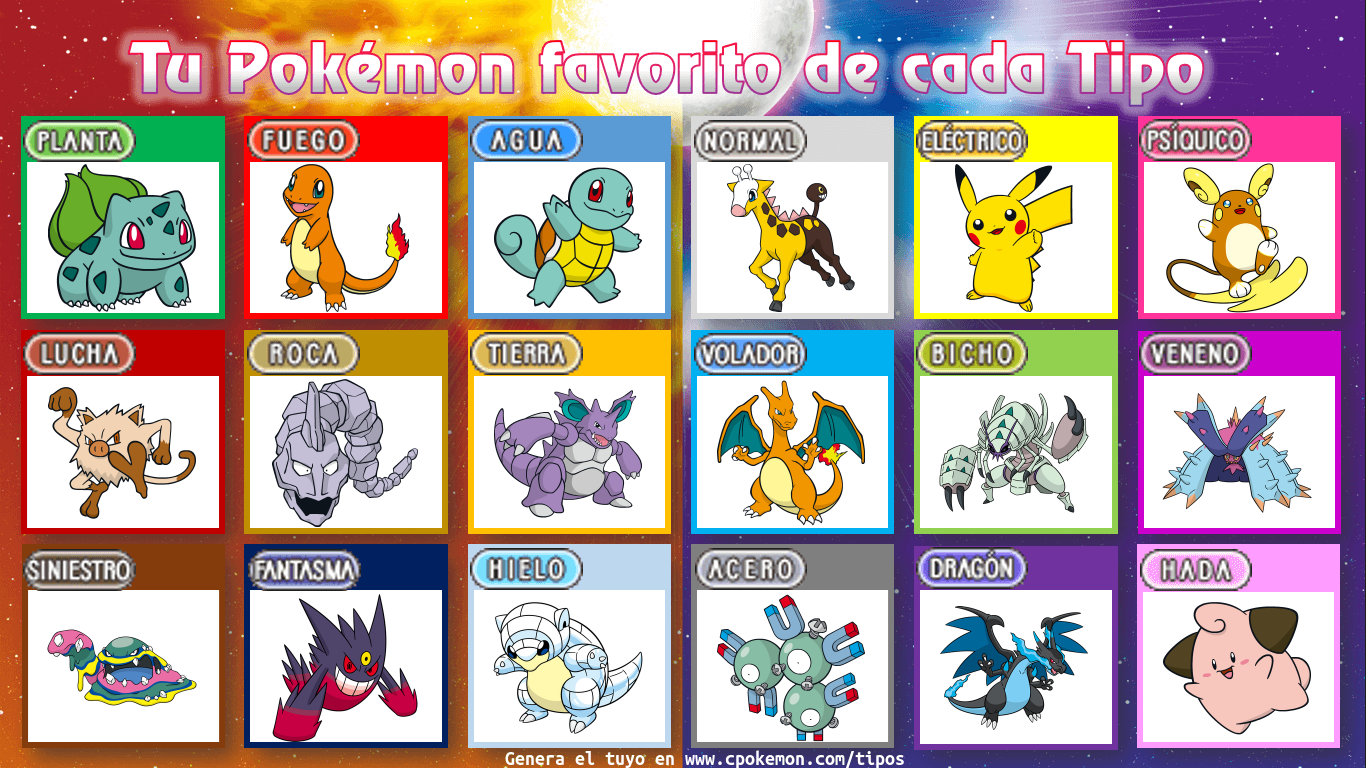 Tu Pokémon favorito de cada Tipo
PLANTA
FUEGO
AGUA
NORMAL
ELÉCTRICO
PSÍQUICO
LUCHA
ROCA
TIERRA
VOLADOR
BICHO
VENENO
SINIESTRO
FANTASMA
HIELO
ACERO
DRAGÓN
HADA
Genera el tuyo en www.cpokemon.com/tipos